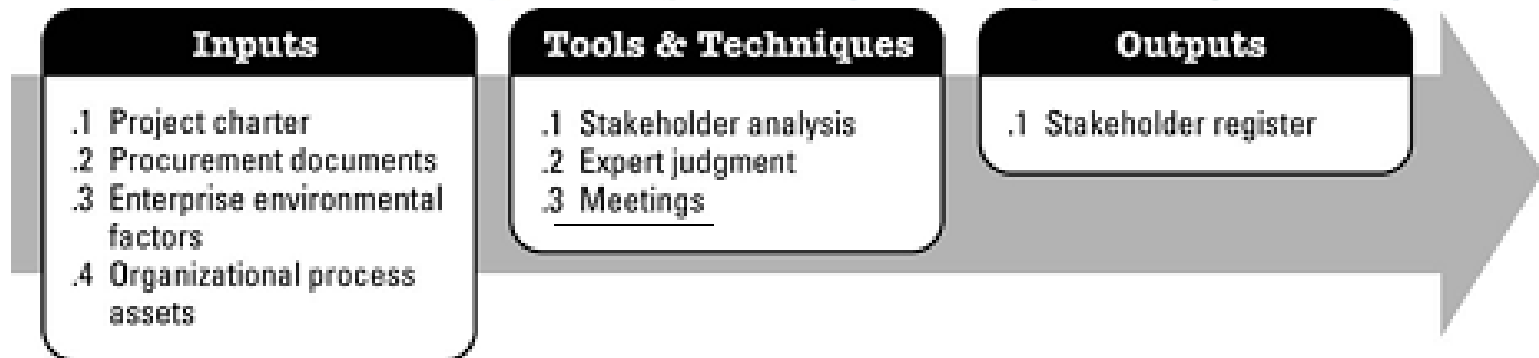 Inputs
.1 Project charter
.2 Procurement documents
.3 Enterprise environmental
factors
.4 Organizational process
assets
Tools & Techniques
.1 Stakeholder analysis
.2 Expert judgment
.3 Meetings
Outputs
.1 Stakeholder register